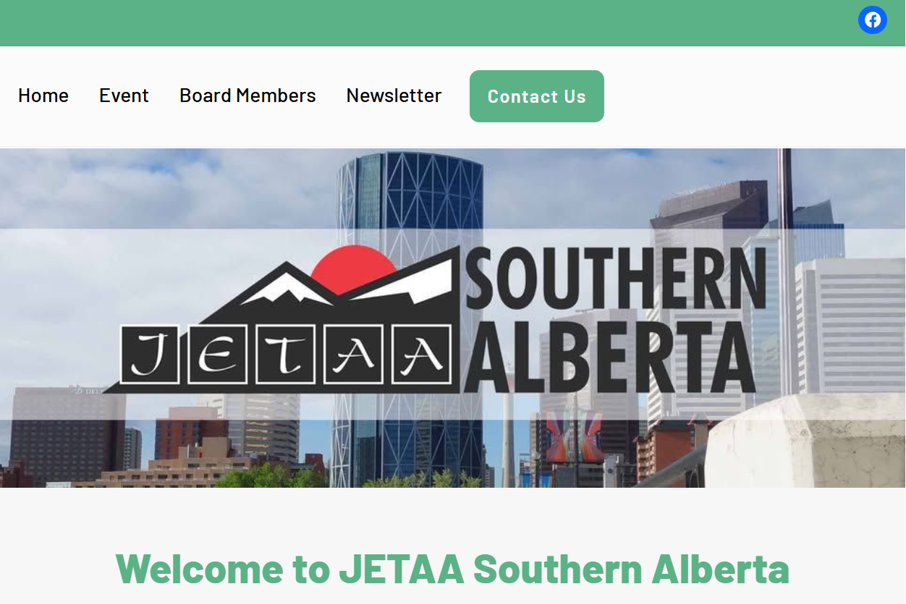 Home Event Board Members Newsletter Contact Us
SOUTHERN
JETAA ALBERTA
Welcome to JETAA Southern Alberta